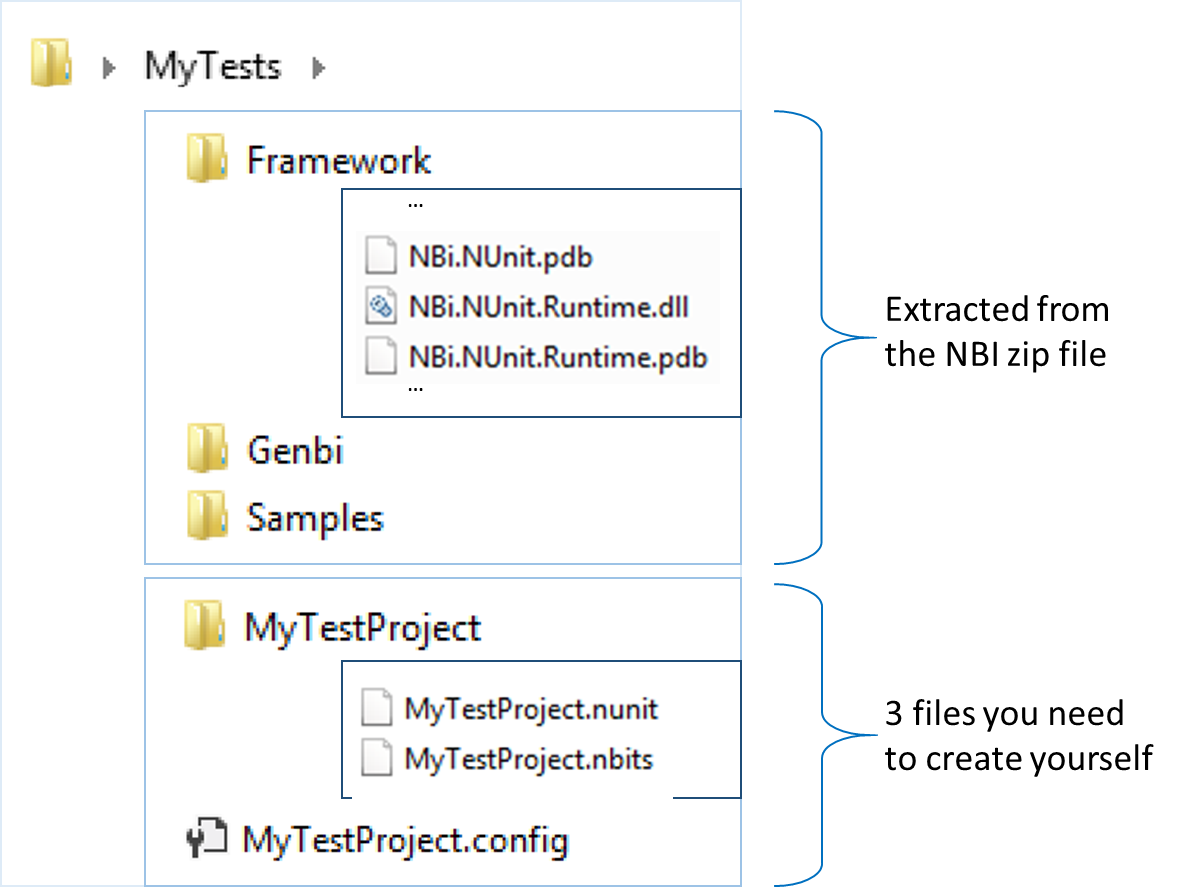 MyTests
Framework
...
NBi.NUnit.pdb
NBi.NUnit.Runtime.dll
NBi.NUnit.Runtime.pdb
...
Genbi
Samples
Extracted from
the NBI zip file
MyTestProject
MyTestProject.nunit
MyTestProject.nbits
MyTestProject.config
3 files you need
to create yourself